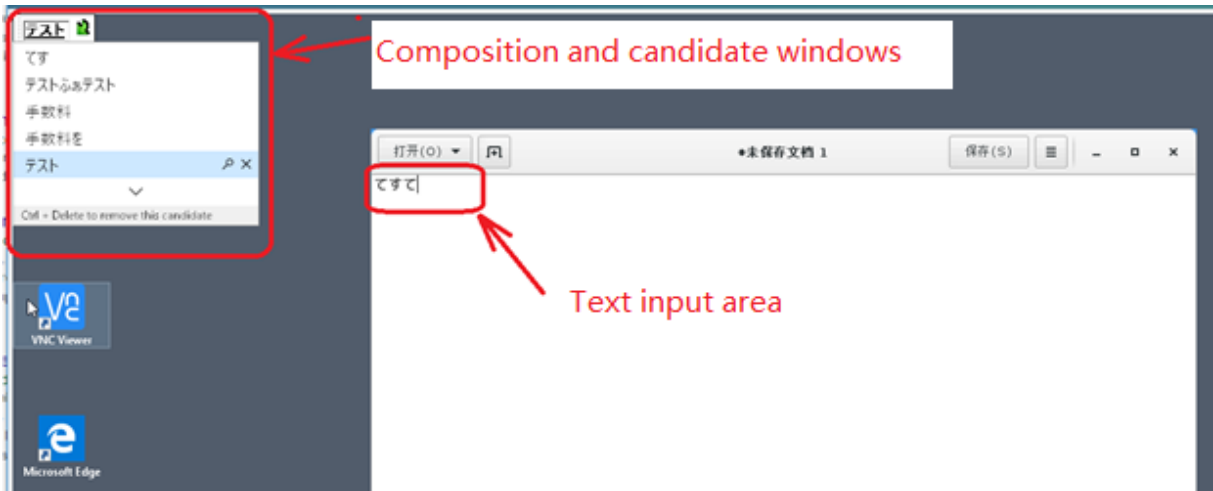 テスト
てす
テストふぁテスト
手数料
手数料を
テスト
Ctrl + Delete to remove this candidate
Composition and candidate windows
打开(O)
*未保存文档 1
保存(S)
てすて
Text input area
VNC Viewer
Microsoft Edge